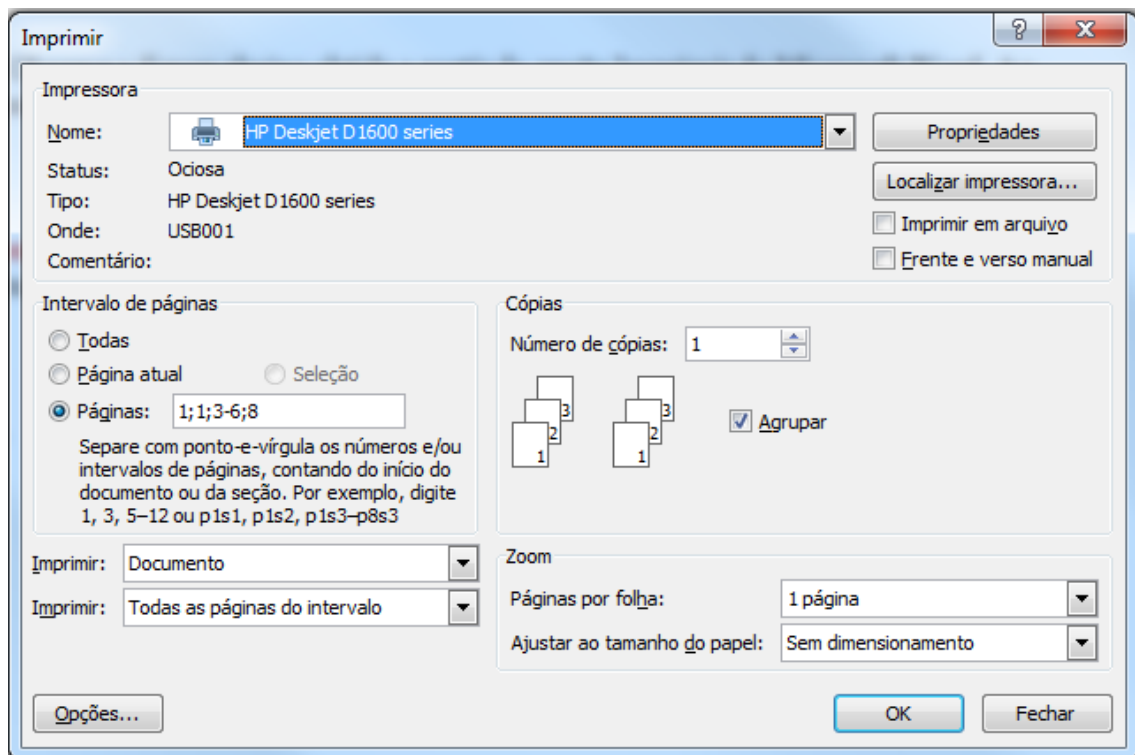 Imprimir
Impressora
Nome: HP Deskjet D1600 series
Propriedades
Status: Ociosa
Localizar impressora...
Tipo: HP Deskjet D1600 series
Onde: USB001
Imprimir em arquivo
Comentário:
Frente e verso manual
Intervalo de páginas
Todas
Página atual Seleção
Páginas: 1;1;3-6;8
Separe com ponto-e-vírgula os números e/ou
intervalos de páginas, contando do início do
documento ou da seção. Por exemplo, digite
1, 3, 5–12 ou p1s1, p1s2, p1s3–p8s3
Cópias
Número de cópias: 1
3 3
2 2
1 1
Agrupar
Imprimir: Documento
Imprimir: Todas as páginas do intervalo
Zoom
Páginas por folha: 1 página
Ajustar ao tamanho do papel: Sem dimensionamento
Opções...
OK
Fechar